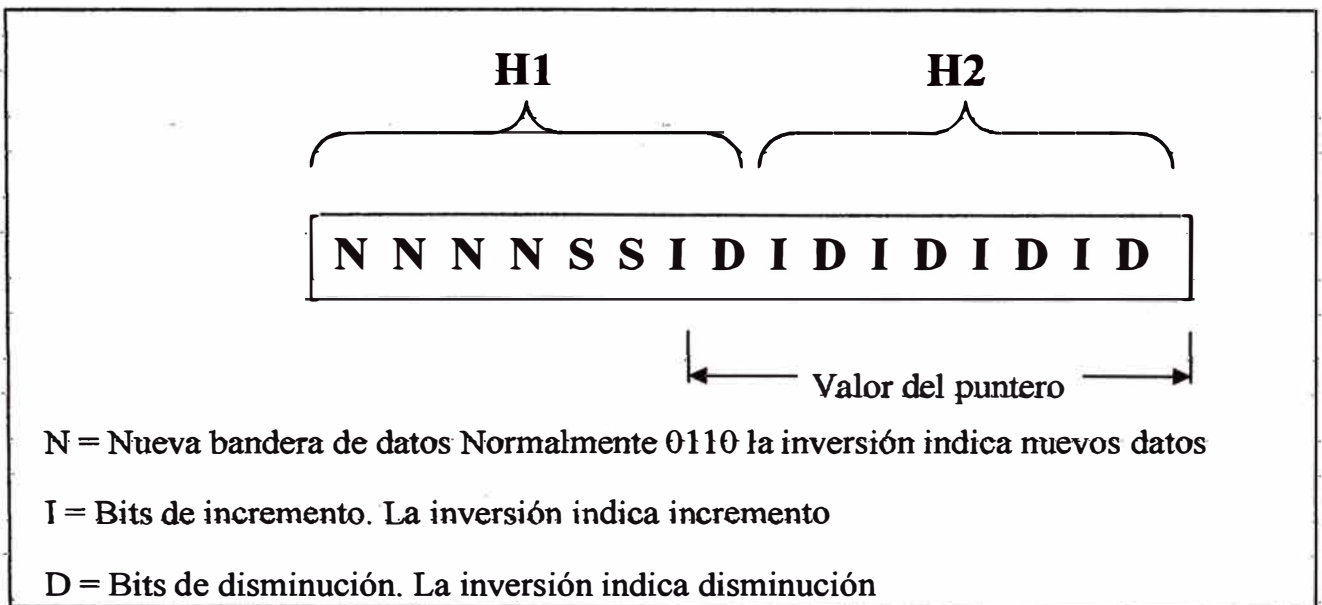 H1 H2
N N N N S S I D I D I D I D I D
Valor del puntero
N = Nueva bandera de datos Normalmente 0110 la inversión indica nuevos datos
I = Bits de incremento. La inversión indica incremento
D = Bits de disminución. La inversión indica disminución